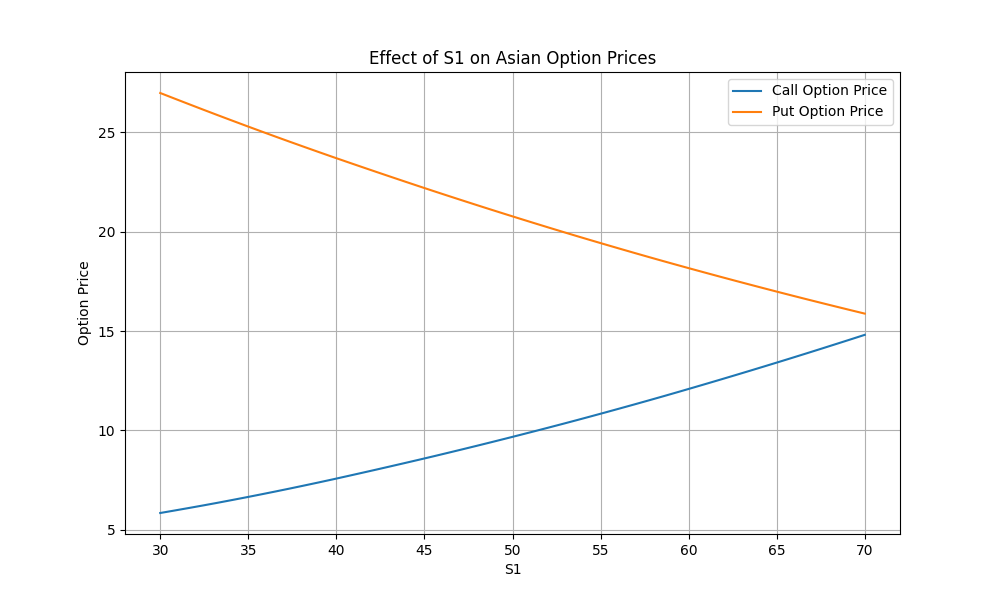 Effect of S1 on Asian Option Prices
Call Option Price
Put Option Price
Option Price
25
20
15
10
5
30 35 40 45 50 55 60 65 70
S1